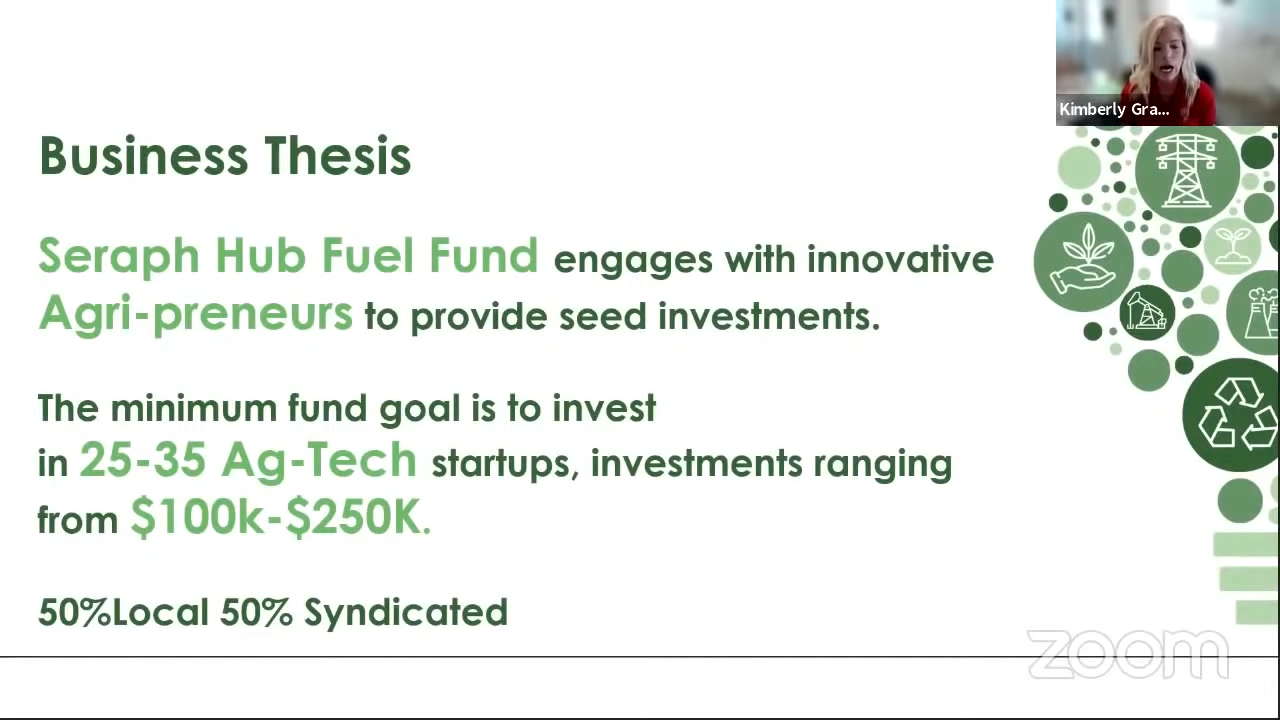 Kimberly Gra...
Business Thesis
Seraph Hub Fuel Fund engages with innovative
Agri-preneurs to provide seed investments.
The minimum fund goal is to invest
in 25-35 Ag-Tech startups, investments ranging
from $100k-$250K.
50%Local 50% Syndicated
zoom